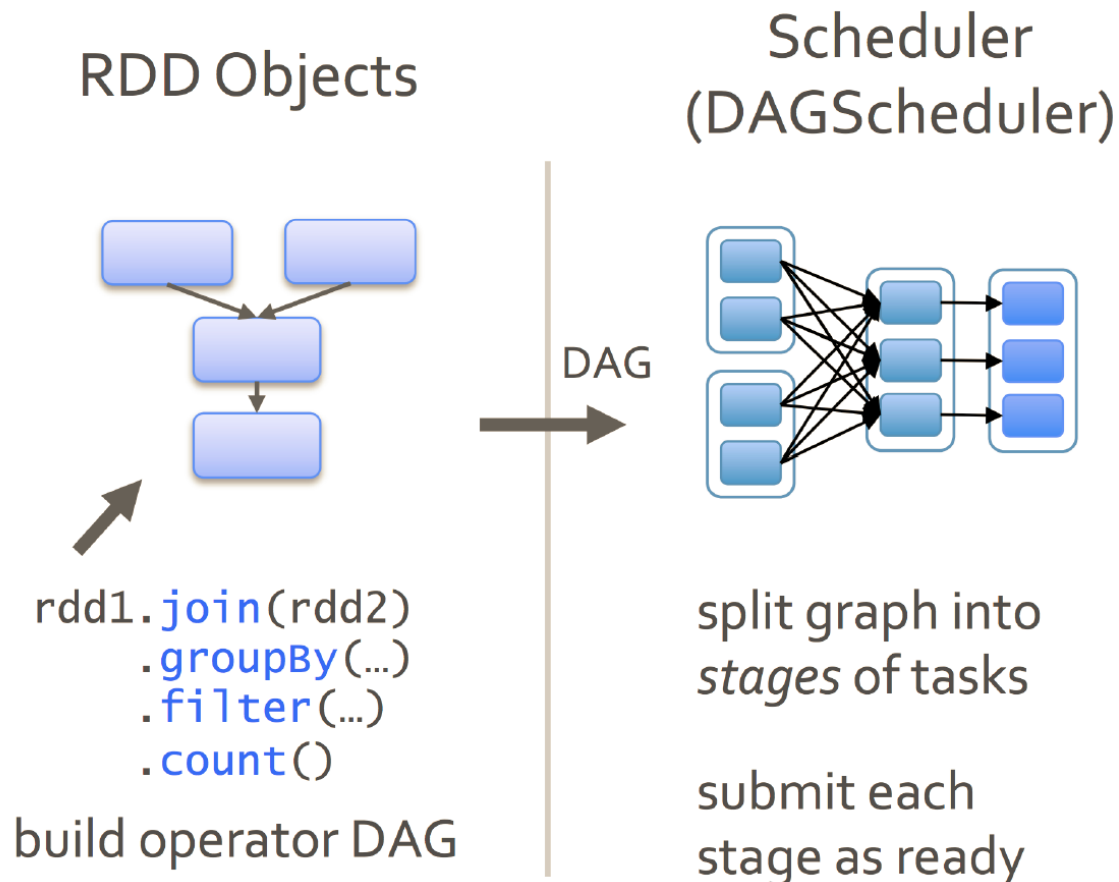 RDD Objects
rdd1.join(rdd2)
.groupBy(…)
.filter(…)
.count()
build operator DAG
DAG
Scheduler
(DAGScheduler)
split graph into
stages of tasks
submit each
stage as ready